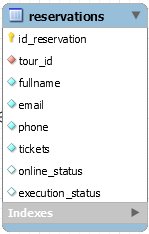 reservations
id_reservation
tour_id
fullname
email
phone
tickets
online_status
execution_status
Indexes